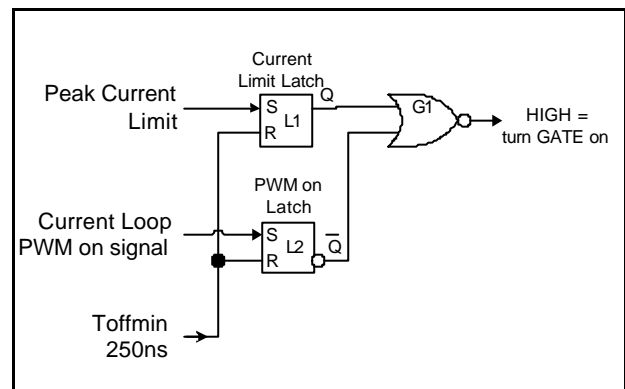 Current
Limit Latch
Peak Current
Limit
S
R
L1
Q
G1
HIGH =
turn GATE on
PWM on
Latch
Current Loop
PWM on signal
S
R
L2
Q
Toffmin
250ns